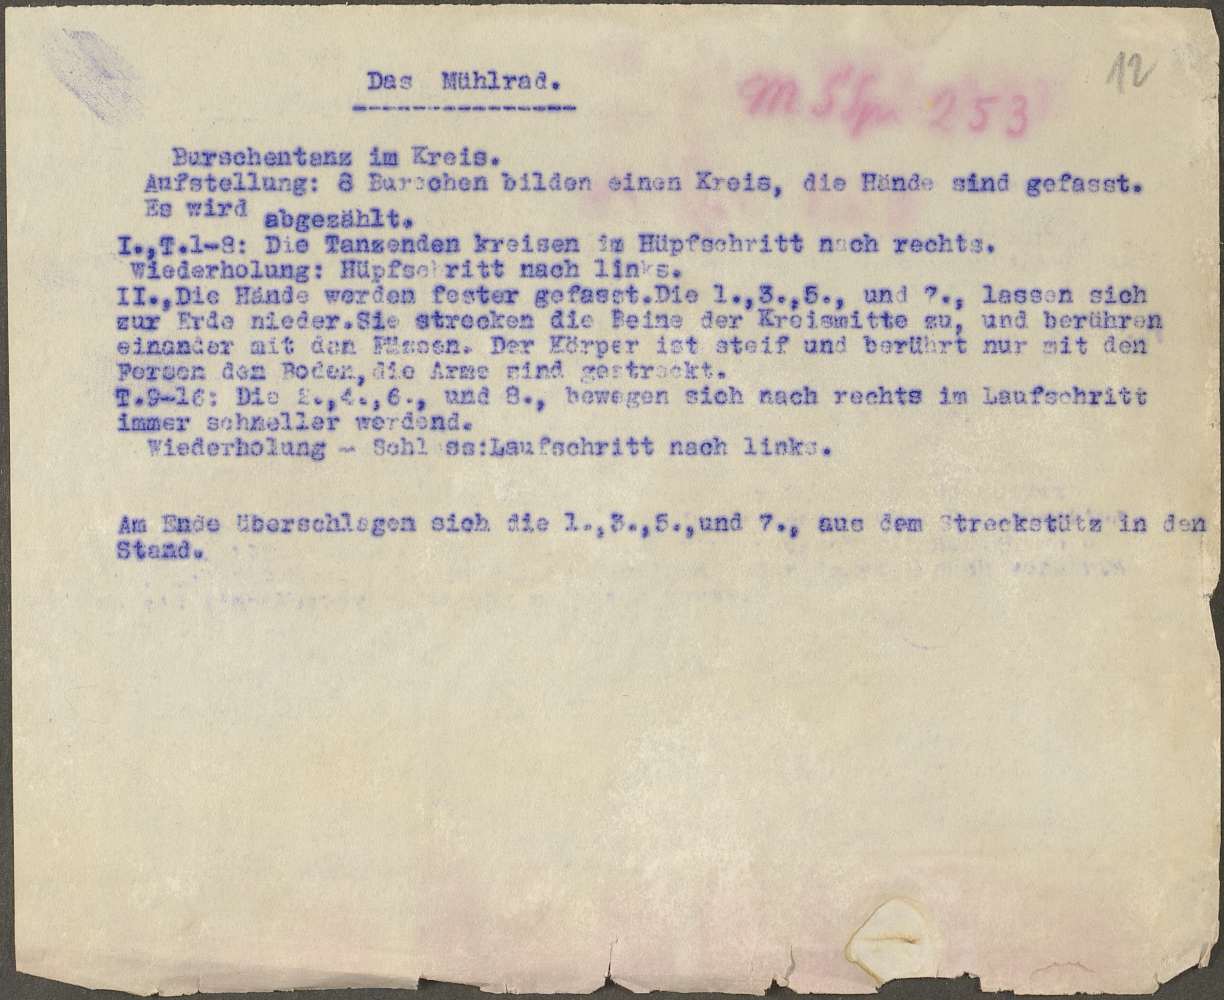 12
Das Mühlrad.
Burschentanz im Kreis.
Aufstellung: 8 Burschen bilden einen Kreis, die Hände sind gefasst.
Es wird abgezählt.
I.,T.1-8: Die Tanzenden kreisen im Hüpfschritt nach rechts.
Wiederholung: Hüpfschritt nach links.
II.,Die Hände werden fester gefasst.Die 1.,3.,5., und 7., lassen sich
zur Erde nieder.Sie strecken die Beine der Kreismitte zu, und berühren
einander mit den Füssen. Der Körper ist steif und berührt nur mit den
Fersen den Boden,die Arme sind gestreckt.
T.9-16: Die 2.,4.,6., und 8., bewegen sich nach rechts im Laufschritt
immer schneller werdend.
Wiederholung - Schluss:Laufschritt nach links.
Am Ende überschlagen sich die 1.,3.,5.,und 7., aus dem Streckstütz in den
Stand.